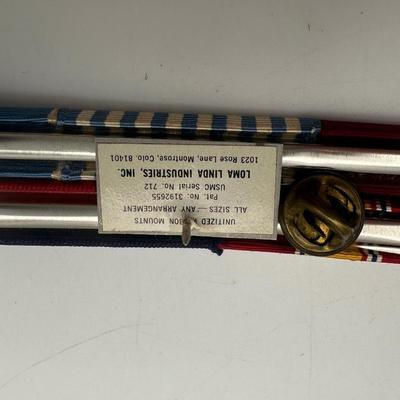 UNITIZED MOUNTS
ALL SIZES — ANY ARRANGEMENT
Pat. No. 3192655
USMC Serial No. 712
LOMA LINDA INDUSTRIES, INC.
1023 Rose Lane, Montrose, Colo. 81401